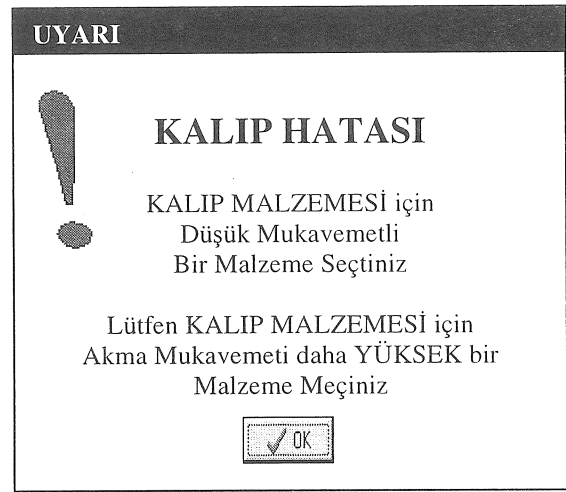 UYARI
KALIP HATASI
KALIP MALZEMESİ için
Düşük Mukavemetli
Bir Malzeme Seçtiniz
Lütfen KALIP MALZEMESİ için
Akma Mukavemeti daha YÜKSEK bir
Malzeme Meçiniz
OK